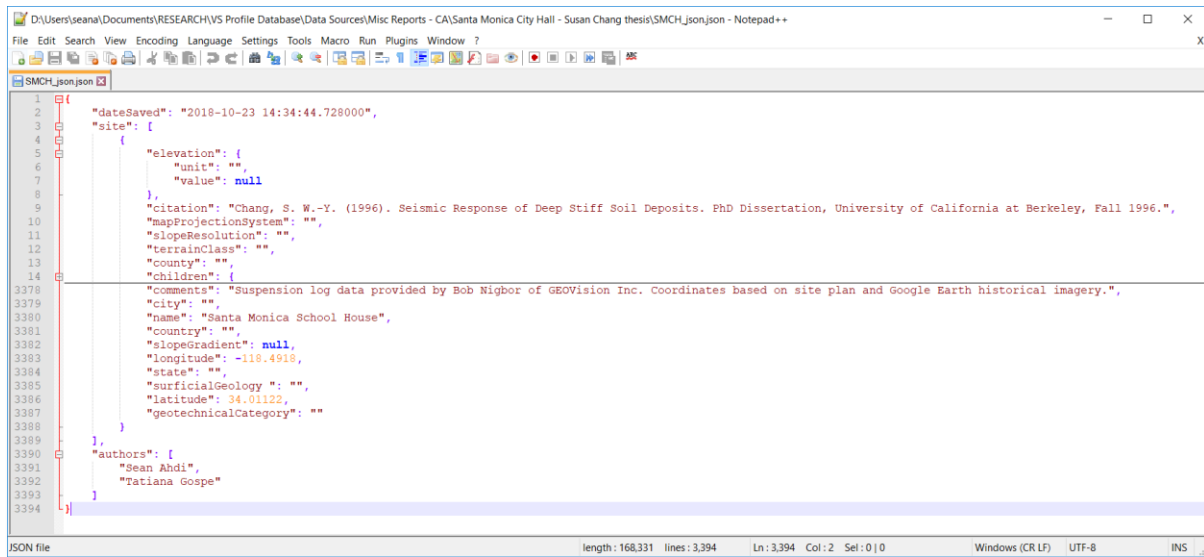 D:\Users\seana\Documents\RESEARCH\VS Profile Database\Data Sources\Misc Reports - CA\Santa Monica City Hall - Susan Chang thesis\SMCH_json.json - Notepad++
File Edit Search View Encoding Language Settings Tools Macro Run Plugins Window ?
X
SMCH_json.json
1 {
2 "dateSaved": "2018-10-23 14:34:44.728000",
3 "site": [
4 {
5 "elevation": {
6 "unit": "",
7 "value": null
8 },
9 "citation": "Chang, S. W.-Y. (1996). Seismic Response of Deep Stiff Soil Deposits. PhD Dissertation, University of California at Berkeley, Fall 1996.",
10 "mapProjectionSystem": "",
11 "slopeResolution": "",
12 "terrainClass": "",
13 "county": "",
14 "children": {
3378 "comments": "Suspension log data provided by Bob Nigbor of GEOVision Inc. Coordinates based on site plan and Google Earth historical imagery.",
3379 "city": "",
3380 "name": "Santa Monica School House",
3381 "country": "",
3382 "slopeGradient": null,
3383 "longitude": -118.4918,
3384 "state": "",
3385 "surficialGeology ": "",
3386 "latitude": 34.01122,
3387 "geotechnicalCategory": ""
3388 }
3389 ],
3390 "authors": [
3391 "Sean Ahdi",
3392 "Tatiana Gospe"
3393 ]
3394 }
JSON file length : 168,331 lines : 3,394 Ln : 3,394 Col : 2 Sel : 0 | 0 Windows (CR LF) UTF-8 INS